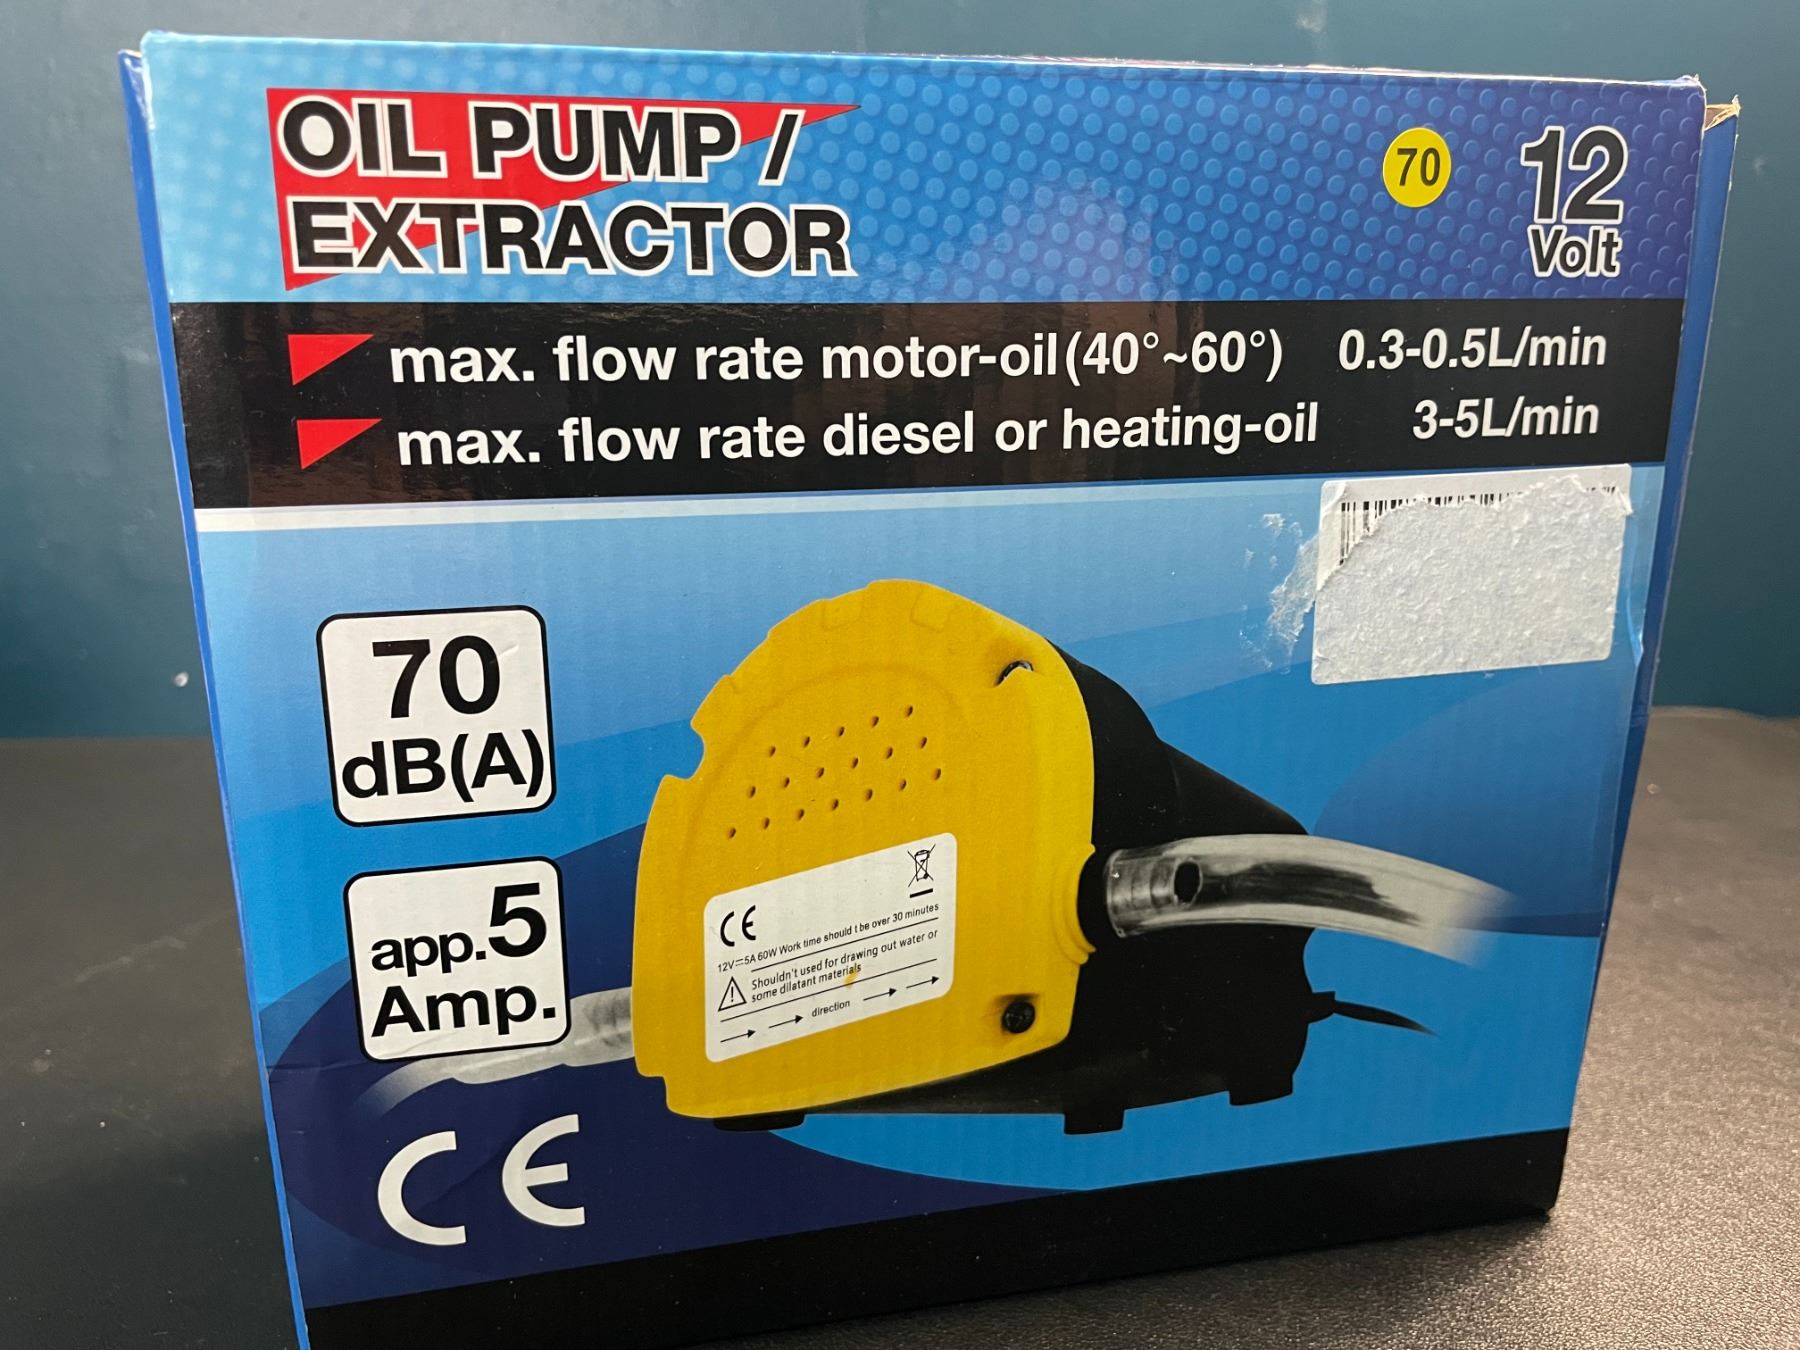 OIL PUMP /
EXTRACTOR
70
12
Volt
max. flow rate motor-oil (40°~60°) 0.3-0.5L/min
max. flow rate diesel or heating-oil 3-5L/min
70
dB(A)
app.5
Amp.
CE
12V⎓5A 60W Work time should t be over 30 minutes
Shouldn't used for drawing out water or
some dilatant materials
direction
CE